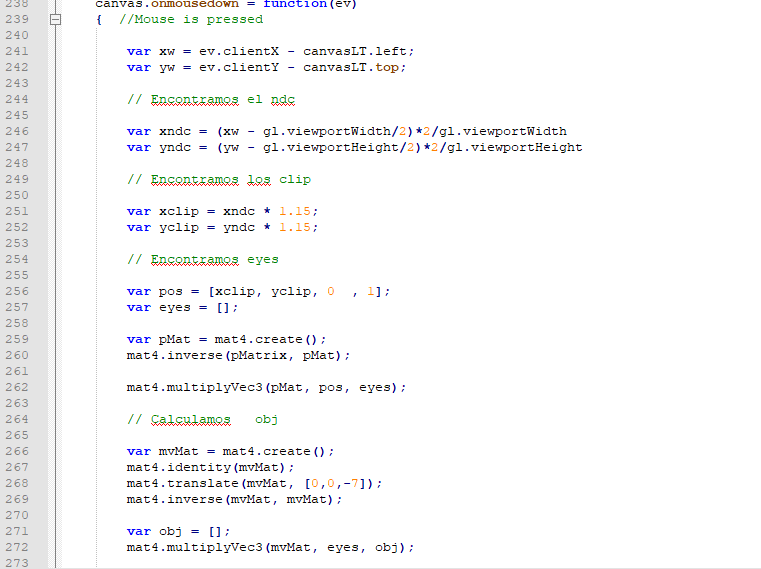 238 canvas.onmousedown = function(ev)
239 { //Mouse is pressed
240
241 var xw = ev.clientX - canvasLT.left;
242 var yw = ev.clientY - canvasLT.top;
243
244 // Encontramos el ndc
245
246 var xndc = (xw - gl.viewportWidth/2)*2/gl.viewportWidth
247 var yndc = (yw - gl.viewportHeight/2)*2/gl.viewportHeight
248
249 // Encontramos los clip
250
251 var xclip = xndc * 1.15;
252 var yclip = yndc * 1.15;
253
254 // Encontramos eyes
255
256 var pos = [xclip, yclip, 0 , 1];
257 var eyes = [];
258
259 var pMat = mat4.create();
260 mat4.inverse(pMatrix, pMat);
261
262 mat4.multiplyVec3(pMat, pos, eyes);
263
264 // Calculamos obj
265
266 var mvMat = mat4.create();
267 mat4.identity(mvMat);
268 mat4.translate(mvMat, [0,0,-7]);
269 mat4.inverse(mvMat, mvMat);
270
271 var obj = [];
272 mat4.multiplyVec3(mvMat, eyes, obj);
273